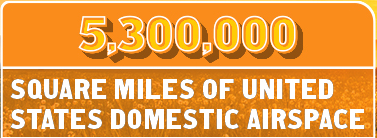 5,300,000
SQUARE MILES OF UNITED
STATES DOMESTIC AIRSPACE